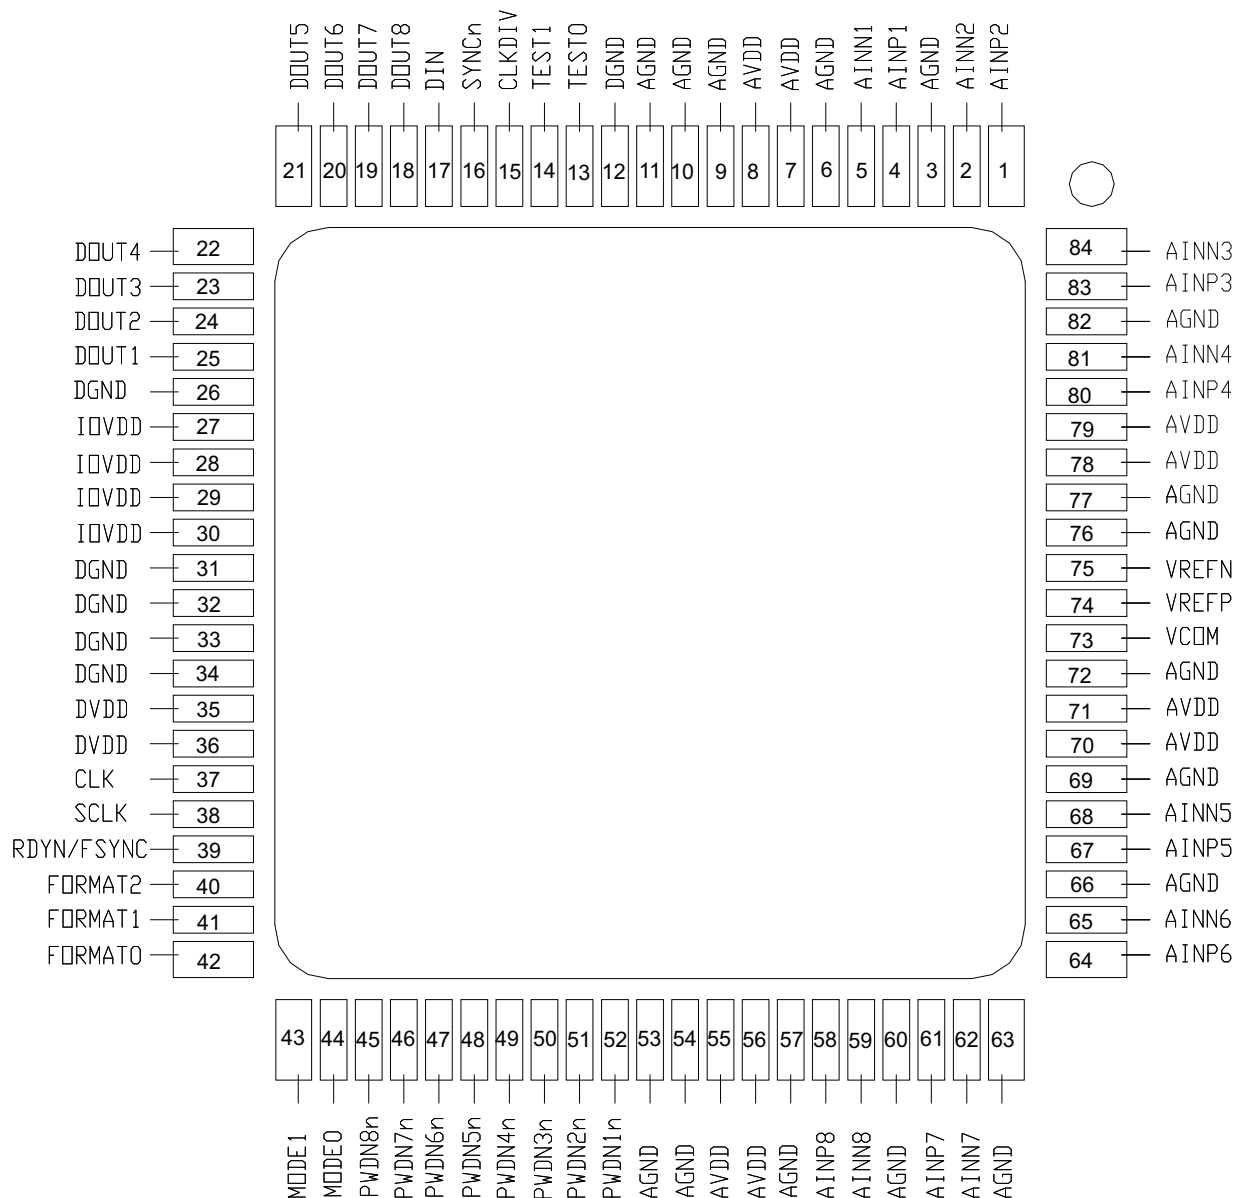 DOUT5 DOUT6 DOUT7 DOUT8 DIN SYNCn CLKDIV TEST1 TEST0 DGND AGND AGND AGND AVDD AVDD AGND AINN1 AINP1 AGND AINN2 AINP2
21 20 19 18 17 16 15 14 13 12 11 10 9 8 7 6 5 4 3 2 1
DOUT4 22 84 AINN3
DOUT3 23 83 AINP3
DOUT2 24 82 AGND
DOUT1 25 81 AINN4
DGND 26 80 AINP4
IOVDD 27 79 AVDD
IOVDD 28 78 AVDD
IOVDD 29 77 AGND
IOVDD 30 76 AGND
DGND 31 75 VREFN
DGND 32 74 VREFP
DGND 33 73 VCOM
DGND 34 72 AGND
DVDD 35 71 AVDD
DVDD 36 70 AVDD
CLK 37 69 AGND
SCLK 38 68 AINN5
RDYN/FSYNC 39 67 AINP5
FORMAT2 40 66 AGND
FORMAT1 41 65 AINN6
FORMAT0 42 64 AINP6
43 44 45 46 47 48 49 50 51 52 53 54 55 56 57 58 59 60 61 62 63
MODE1 MODE0 PWDN8n PWDN7n PWDN6n PWDN5n PWDN4n PWDN3n PWDN2n PWDN1n AGND AGND AVDD AVDD AGND AINP8 AINN8 AGND AINP7 AINN7 AGND